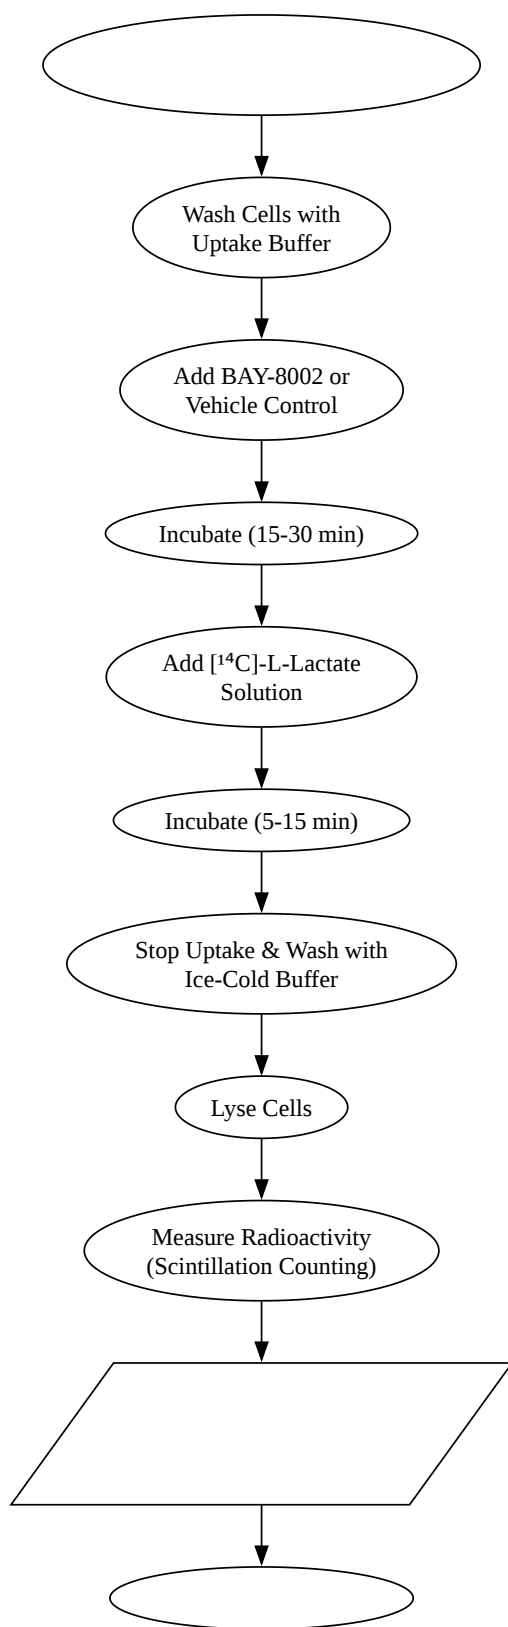 Wash Cells with
Uptake Buffer
Add BAY-8002 or
Vehicle Control
Incubate (15-30 min)
Add [¹⁴C]-L-Lactate
Solution
Incubate (5-15 min)
Stop Uptake & Wash with
Ice-Cold Buffer
Lyse Cells
Measure Radioactivity
(Scintillation Counting)